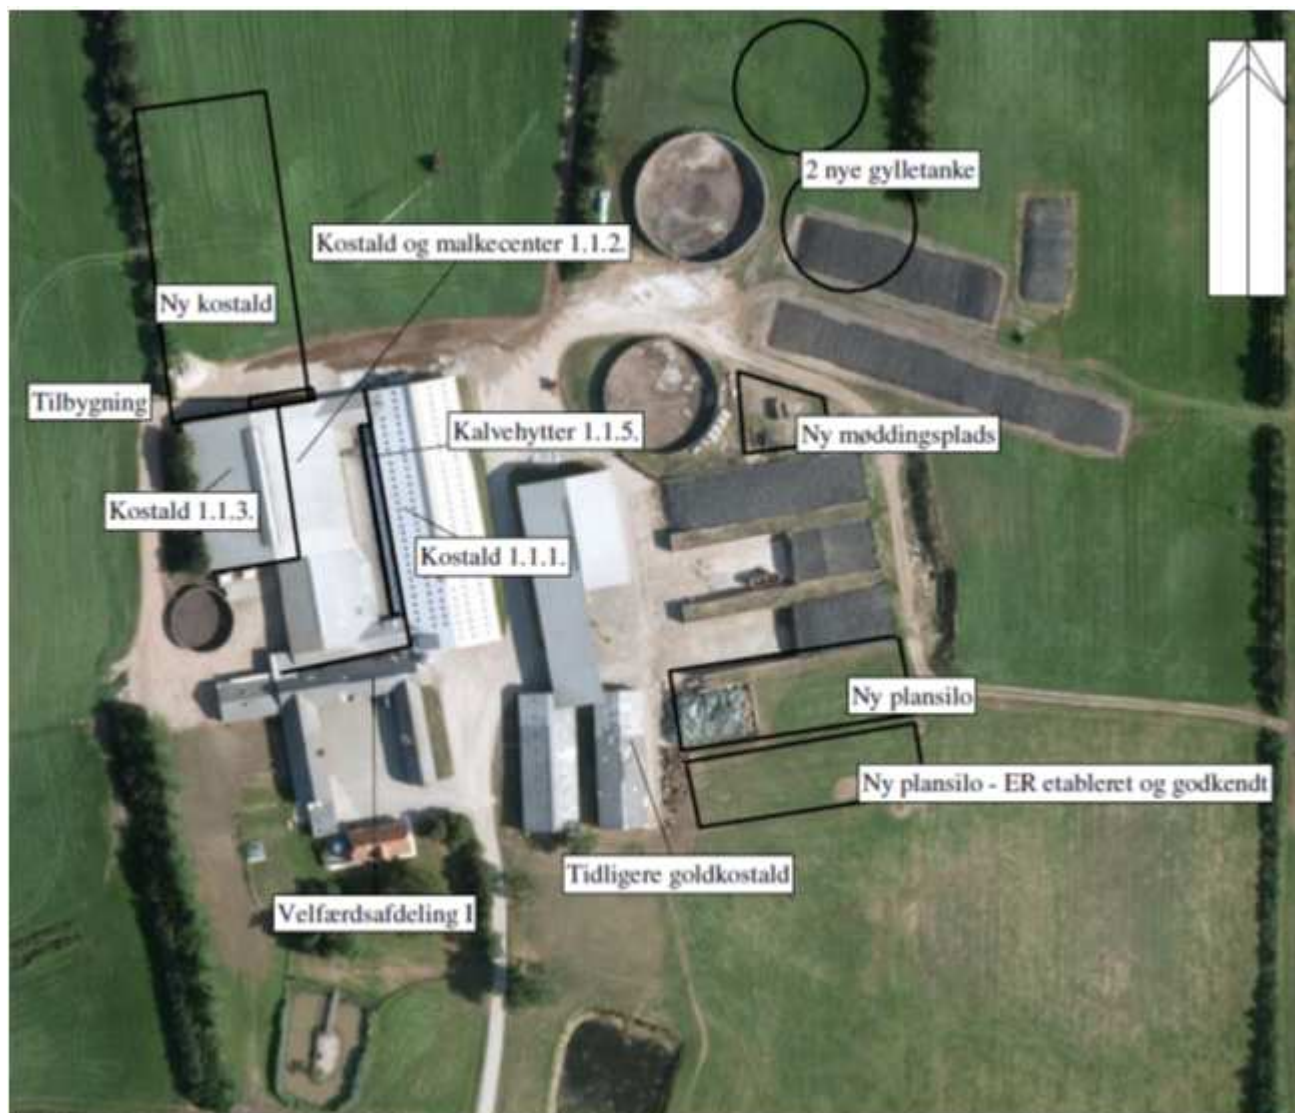 2 nye gylletanke
Kostald og malkecenter 1.1.2.
Ny kostald
Tilbygning
Kalvehytter 1.1.5.
Ny møddingsplads
Kostald 1.1.3.
Kostald 1.1.1.
Ny plansilo
Ny plansilo - ER etableret og godkendt
Tidligere goldkostald
Velfærdsafdeling 1